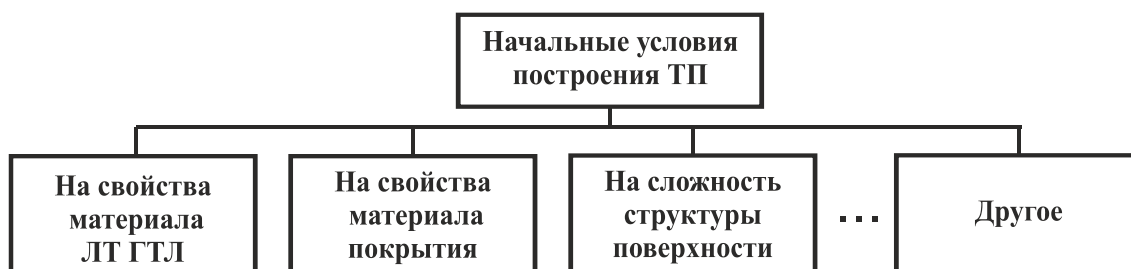 Начальные условия
построения ТП
На свойства
материала
ЛТ ГТЛ
На свойства
материала
покрытия
На сложность
структуры
поверхности
...
Другое